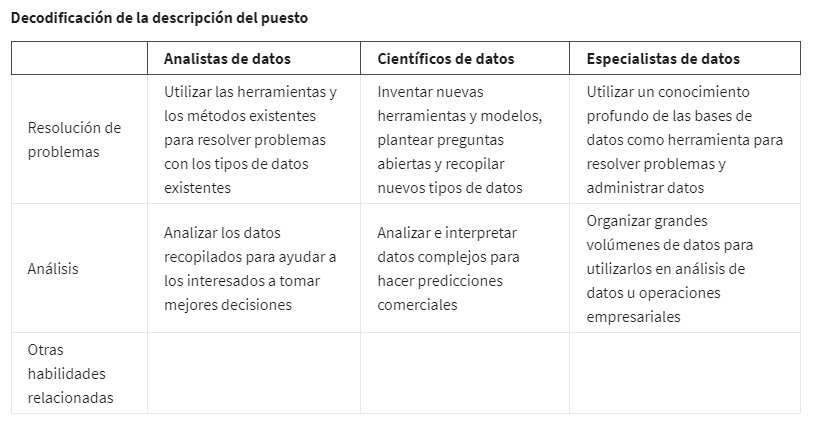 Decodificación de la descripción del puesto
Analistas de datos
Científicos de datos
Especialistas de datos
Resolución de
problemas
Utilizar las herramientas y
los métodos existentes
para resolver problemas
con los tipos de datos
existentes
Inventar nuevas
herramientas y modelos,
plantear preguntas
abiertas y recopilar
nuevos tipos de datos
Utilizar un conocimiento
profundo de las bases de
datos como herramienta para
resolver problemas y
administrar datos
Análisis
Analizar los datos
recopilados para ayudar a
los interesados a tomar
mejores decisiones
Analizar e interpretar
datos complejos para
hacer predicciones
comerciales
Organizar grandes
volúmenes de datos para
utilizarlos en análisis de
datos u operaciones
empresariales
Otras
habilidades
relacionadas